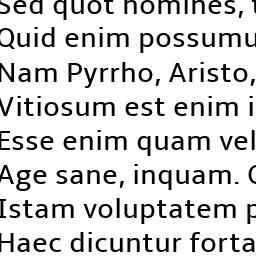 Sed quot homines, t
Quid enim possumu
Nam Pyrrho, Aristo,
Vitiosum est enim i
Esse enim quam vel
Age sane, inquam.
Istam voluptatem p
Haec dicuntur forta